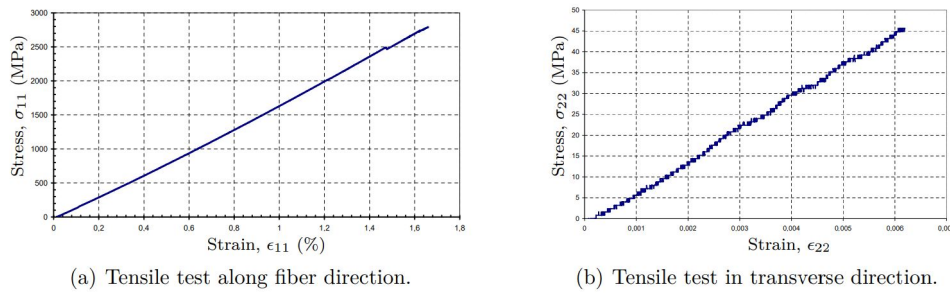 3000
2500
2000
1500
1000
500
0
Stress, σ₁₁ (MPa)
0 0,2 0,4 0,6 0,8 1 1,2 1,4 1,6 1,8
Strain, ϵ₁₁ (%)
(a) Tensile test along fiber direction.
50
45
40
35
30
25
20
15
10
5
0
Stress, σ₂₂ (MPa)
0 0,001 0,002 0,003 0,004 0,005 0,006 0,00
Strain, ϵ₂₂
(b) Tensile test in transverse direction.